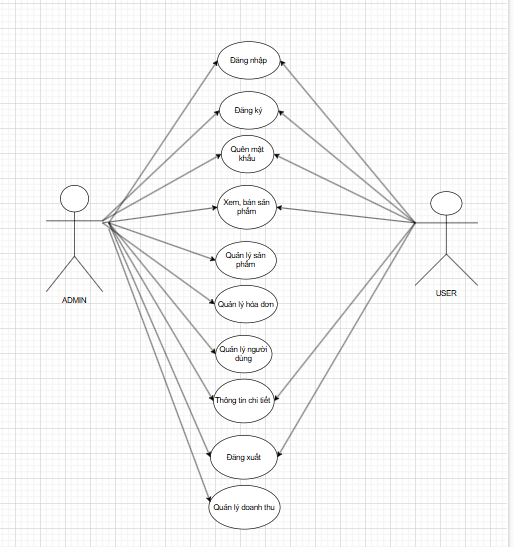 Đăng nhập
Đăng ký
Quên mật
khẩu
Xem, bán sản
phẩm
Quản lý sản
phẩm
Quản lý hóa đơn
Quản lý người
dùng
Thông tin chi tiết
Đăng xuất
Quản lý doanh thu
ADMIN
USER